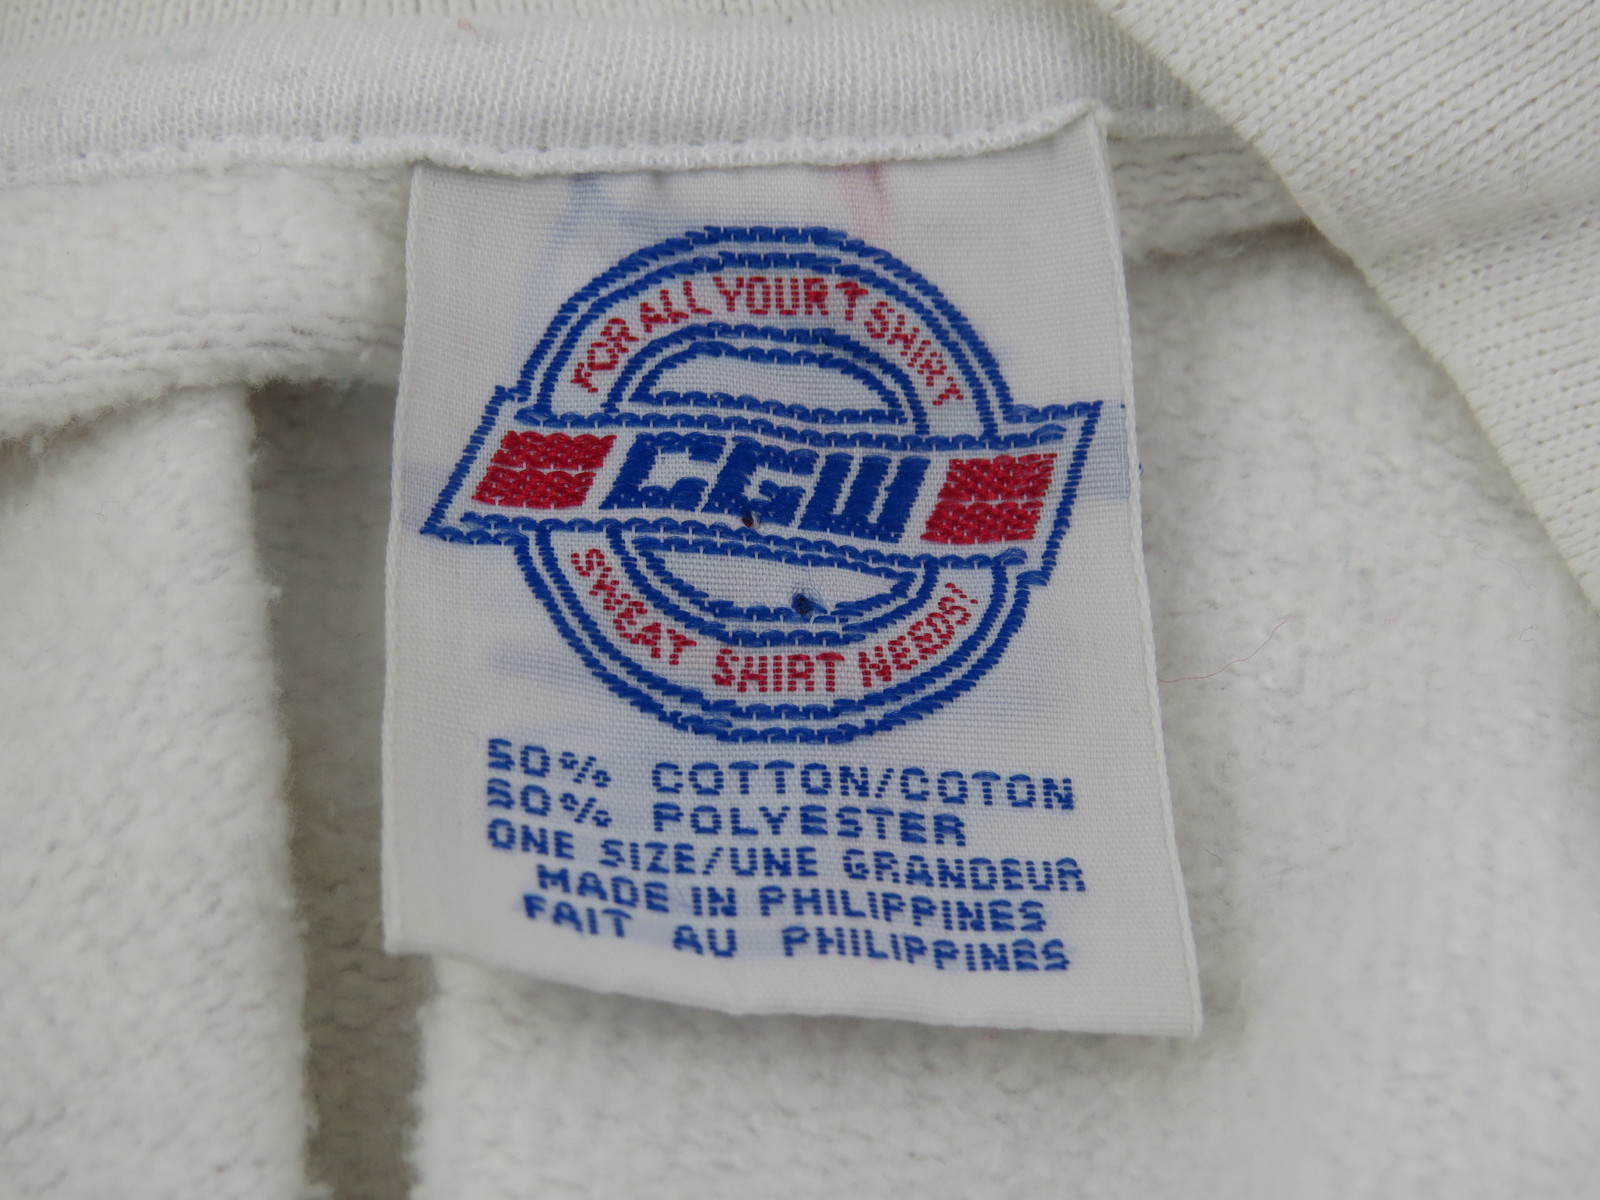 FOR ALL YOUR T SHIRT
CGW
SWEAT SHIRT NEEDS!
50% COTTON/COTON
50% POLYESTER
ONE SIZE/UNE GRANDEUR
MADE IN PHILIPPINES
FAIT AU PHILIPPINES